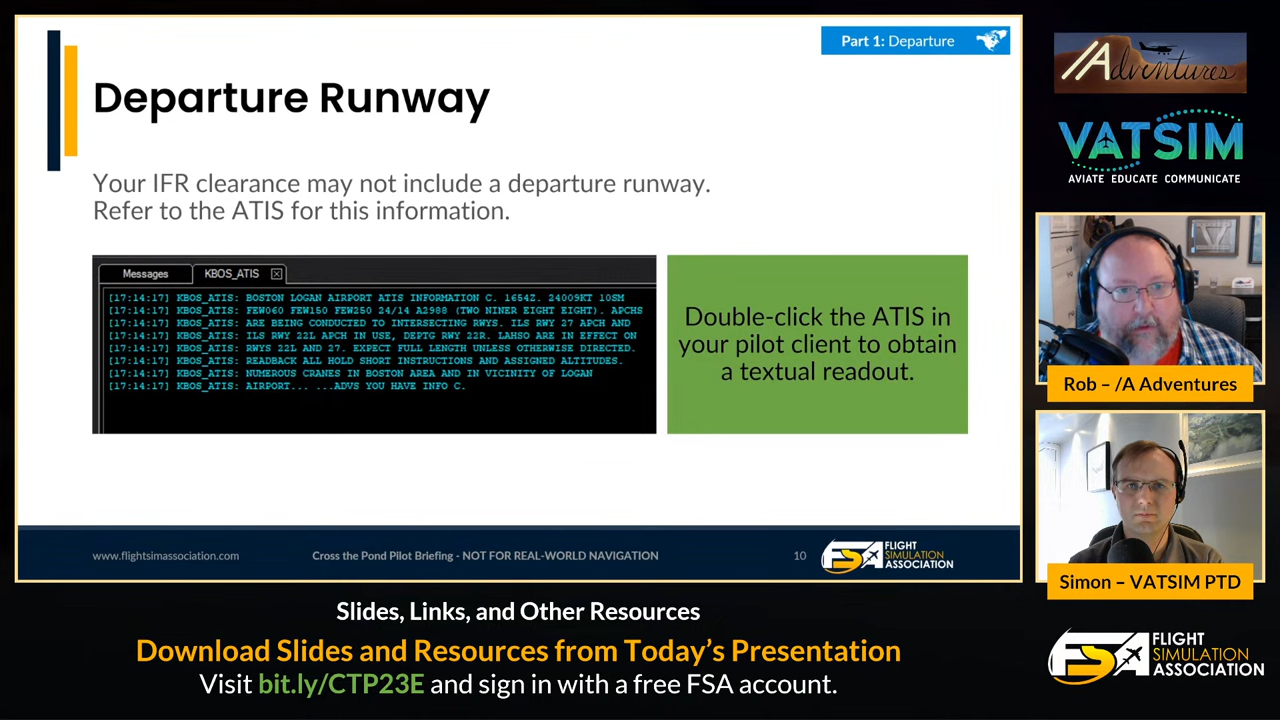 Part 1: Departure
Departure Runway
Your IFR clearance may not include a departure runway.
Refer to the ATIS for this information.
Messages
KBOS_ATIS
[17:14:17] KBOS_ATIS: BOSTON LOGAN AIRPORT ATIS INFORMATION C. 1654Z. 24009KT 10SM
[17:14:17] KBOS_ATIS: FEW060 FEW150 FEW250 24/14 A2988 (TWO NINER EIGHT EIGHT). APCHS
[17:14:17] KBOS_ATIS: ARE BEING CONDUCTED TO INTERSECTING RWYS. ILS RWY 27 APCH AND
[17:14:17] KBOS_ATIS: ILS RWY 22L APCH IN USE, DEPTG RWY 22R. LAHSO ARE IN EFFECT ON
[17:14:17] KBOS_ATIS: RWYS 22L AND 27. EXPECT FULL LENGTH UNLESS OTHERWISE DIRECTED.
[17:14:17] KBOS_ATIS: READBACK ALL HOLD SHORT INSTRUCTIONS AND ASSIGNED ALTITUDES.
[17:14:17] KBOS_ATIS: NUMEROUS CRANES IN BOSTON AREA AND IN VICINITY OF LOGAN
[17:14:17] KBOS_ATIS: AIRPORT... ...ADVS YOU HAVE INFO C.
Double-click the ATIS in
your pilot client to obtain
a textual readout.
www.flightsimassociation.com
Cross the Pond Pilot Briefing - NOT FOR REAL-WORLD NAVIGATION
10
FSA
FLIGHT
SIMULATION
ASSOCIATION
/Adventures
VATSIM
AVIATE EDUCATE COMMUNICATE
Rob – /A Adventures
Simon – VATSIM PTD
Slides, Links, and Other Resources
Download Slides and Resources from Today's Presentation
Visit bit.ly/CTP23E and sign in with a free FSA account.
FSA
FLIGHT
SIMULATION
ASSOCIATION